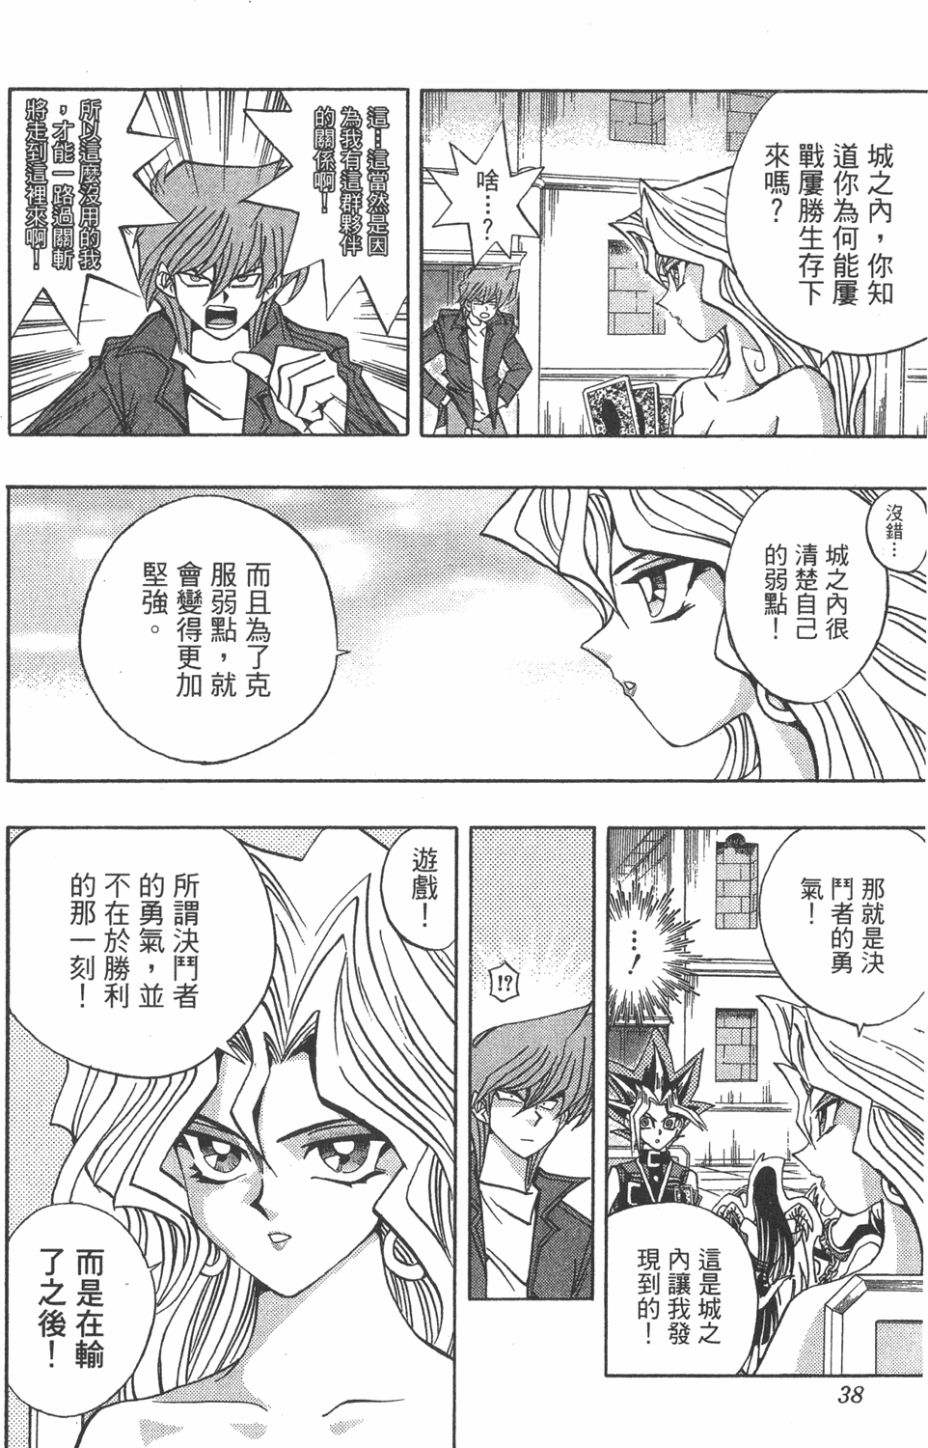 城之內，你知
道你為何能屢
戰屢勝生存下
來嗎？
啥…？
這…這當然是因
為我有這群夥伴
的關係啊！
所以這麼沒用的我
，才能一路過關斬
將走到這裡來啊！
沒錯…
城之內很
清楚自己
的弱點！
而且為了克
服弱點，就
會變得更加
堅強。
那就是決
鬥者的勇
氣！
…！
這是城之
內讓我發
現到的！
!?
遊戲！
所謂決鬥者
的勇氣，並
不在於勝利
的那一刻！
而是在輸
了之後！
38